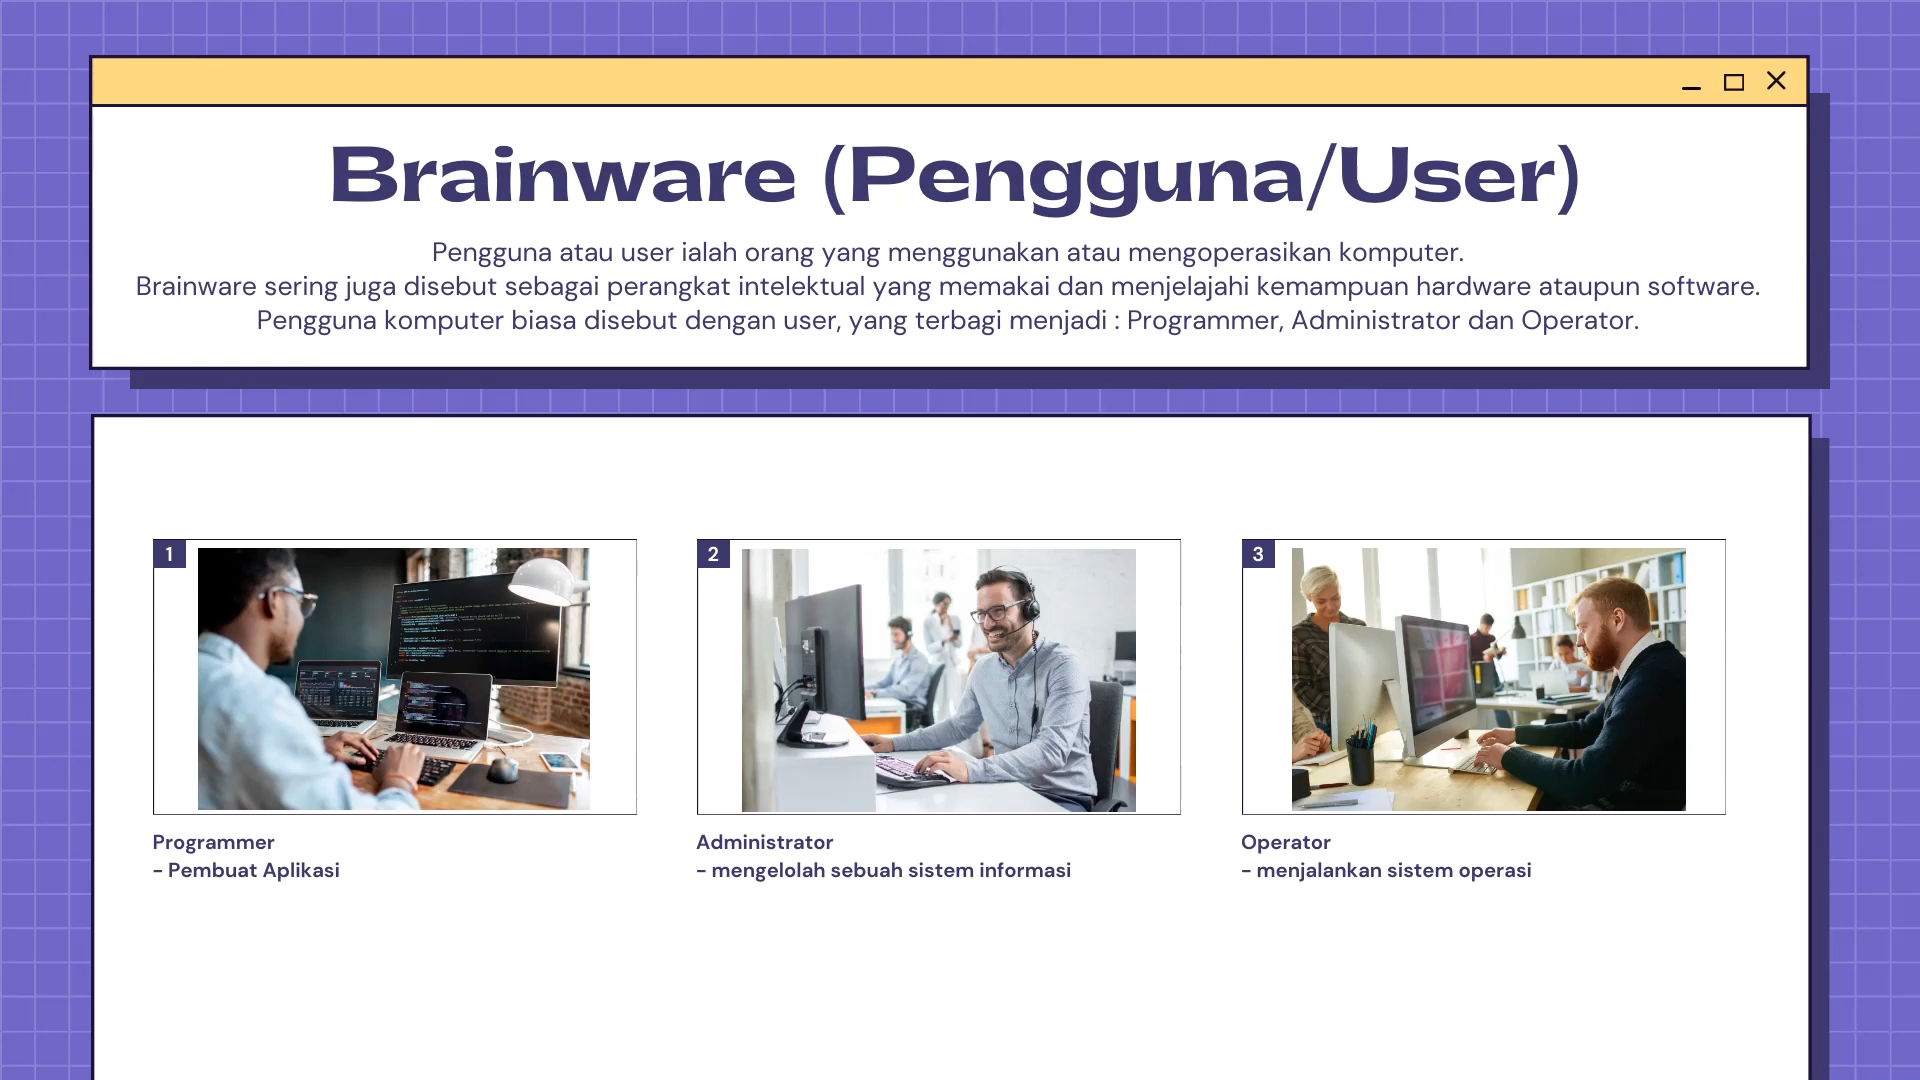 Brainware (Pengguna/User)
Pengguna atau user ialah orang yang menggunakan atau mengoperasikan komputer.
Brainware sering juga disebut sebagai perangkat intelektual yang memakai dan menjelajahi kemampuan hardware ataupun software.
Pengguna komputer biasa disebut dengan user, yang terbagi menjadi : Programmer, Administrator dan Operator.
1
Programmer
- Pembuat Aplikasi
2
Administrator
- mengelolah sebuah sistem informasi
3
Operator
- menjalankan sistem operasi